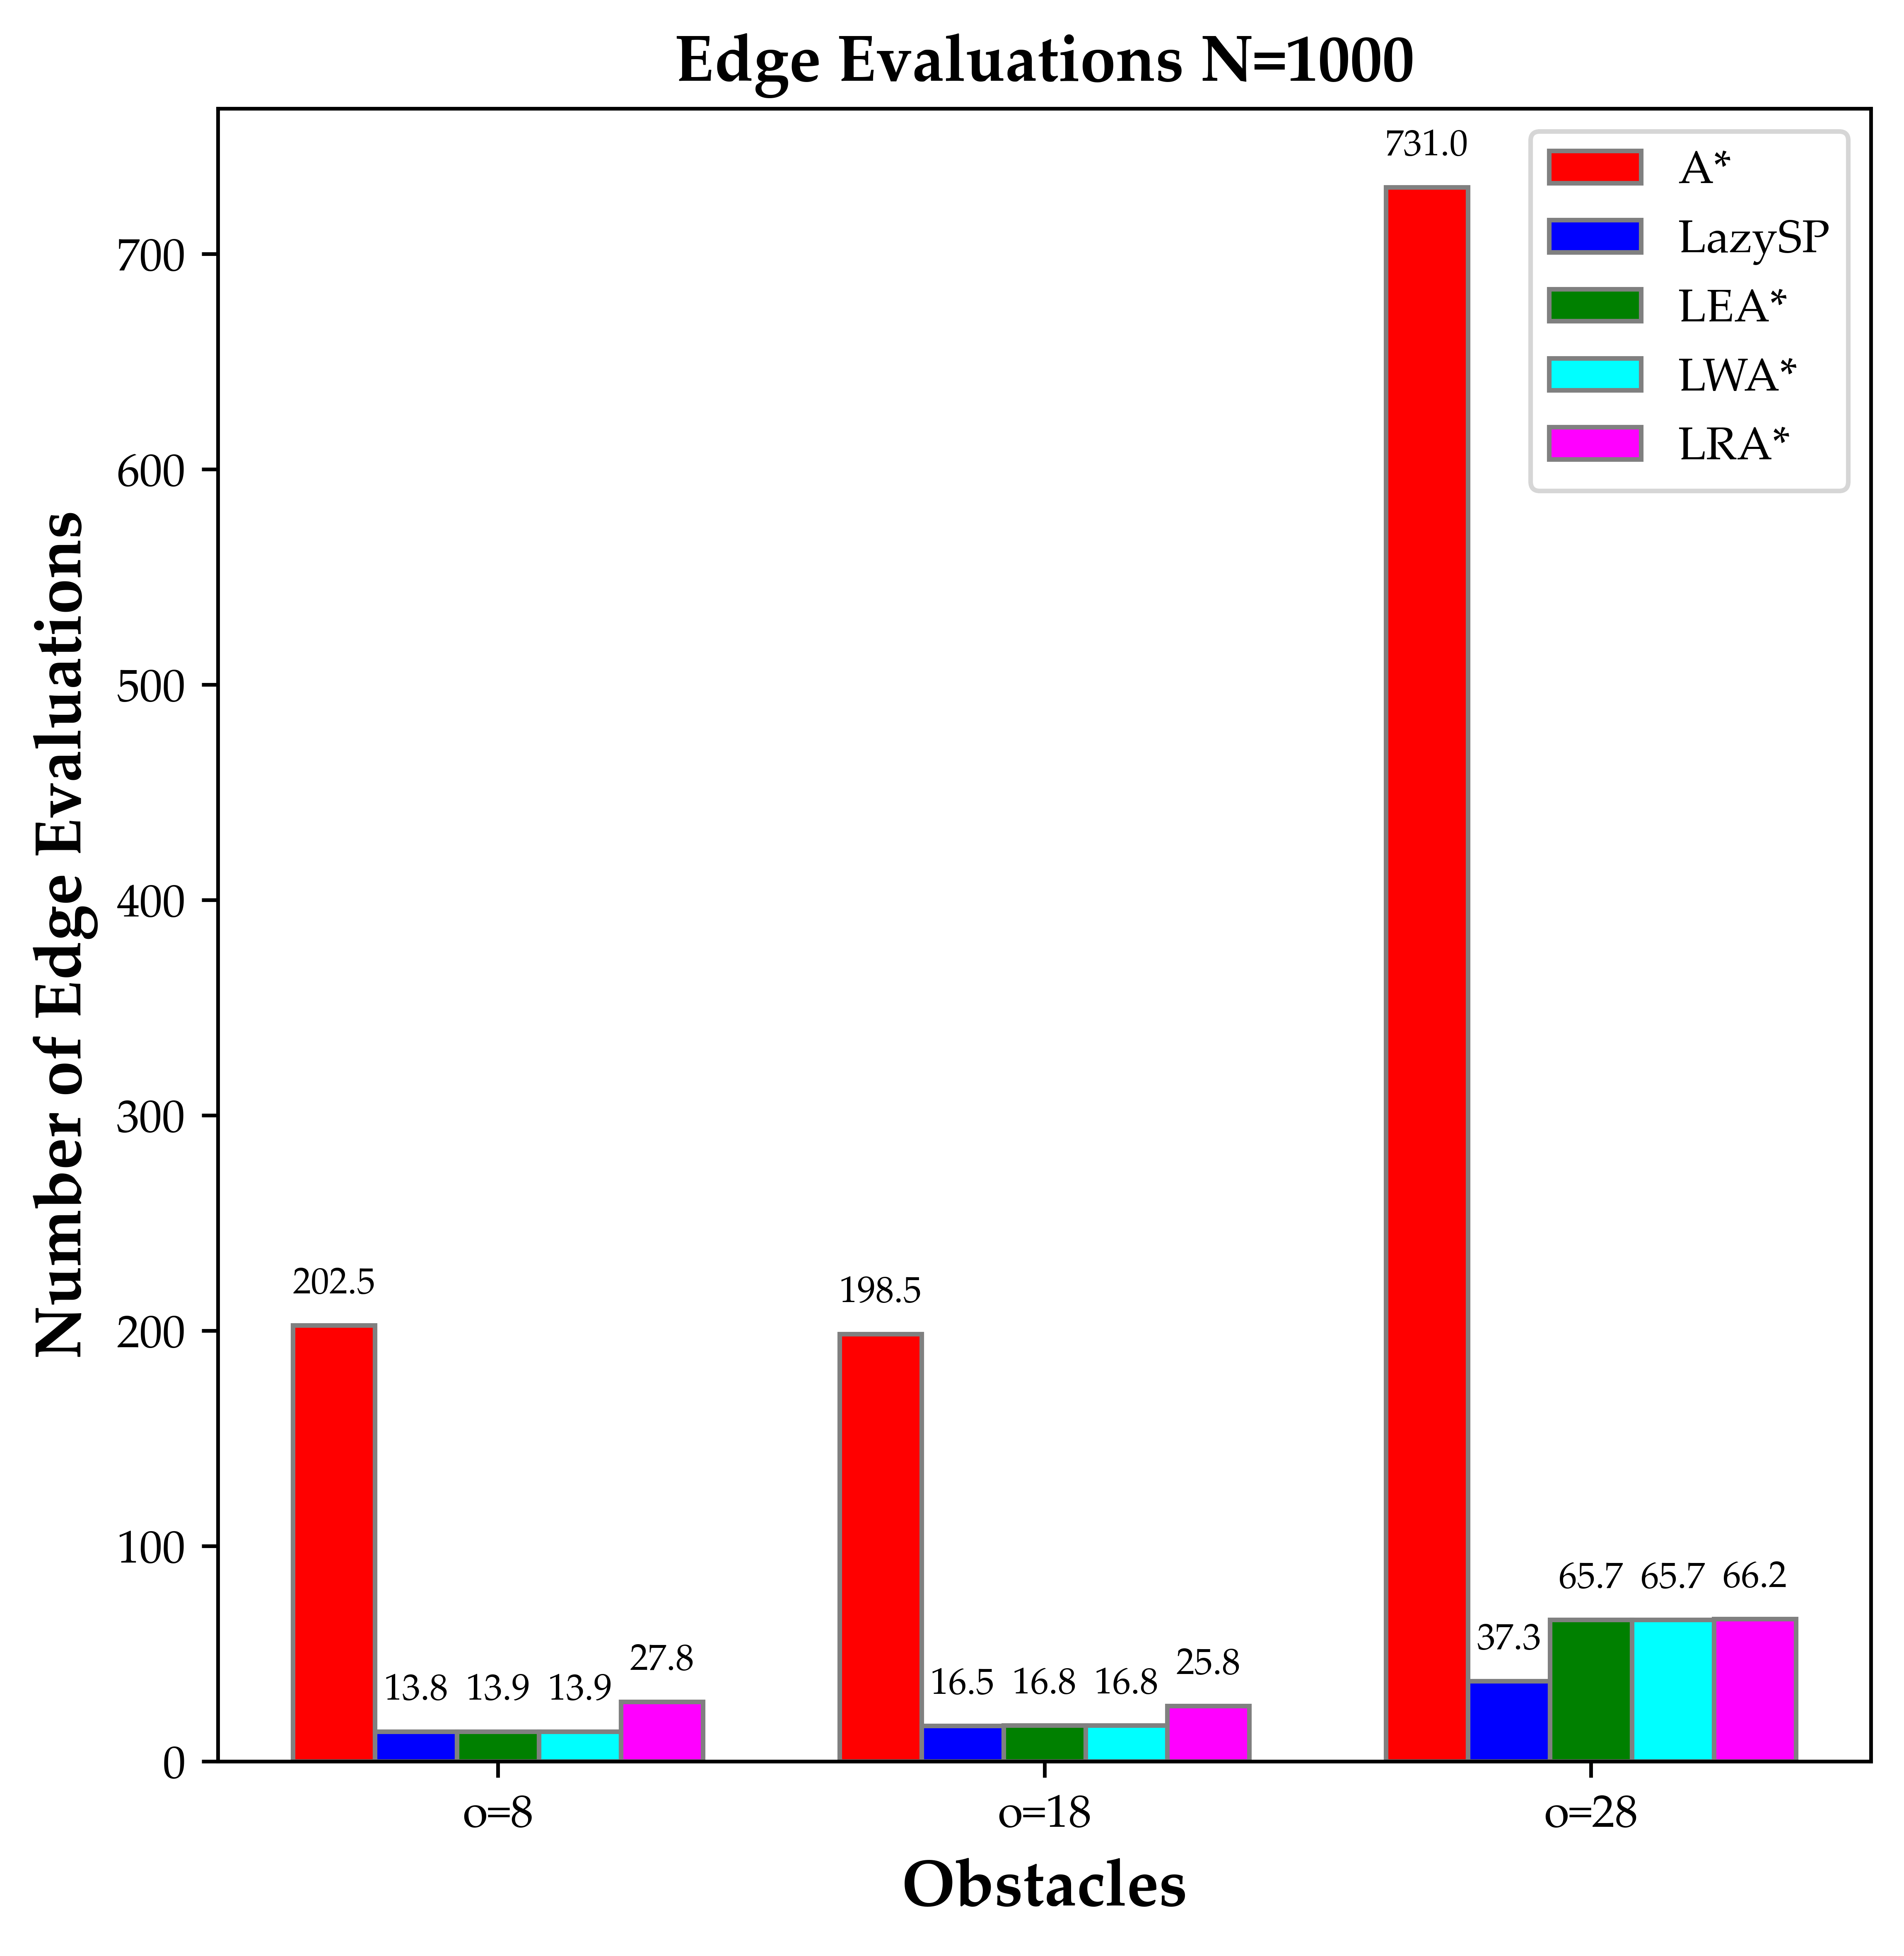 Edge Evaluations N=1000
Number of Edge Evaluations
700
600
500
400
300
200
100
0
A*
LazySP
LEA*
LWA*
LRA*
202.5
13.8
13.9
13.9
27.8
198.5
16.5
16.8
16.8
25.8
731.0
37.3
65.7
65.7
66.2
o=8
o=18
o=28
Obstacles